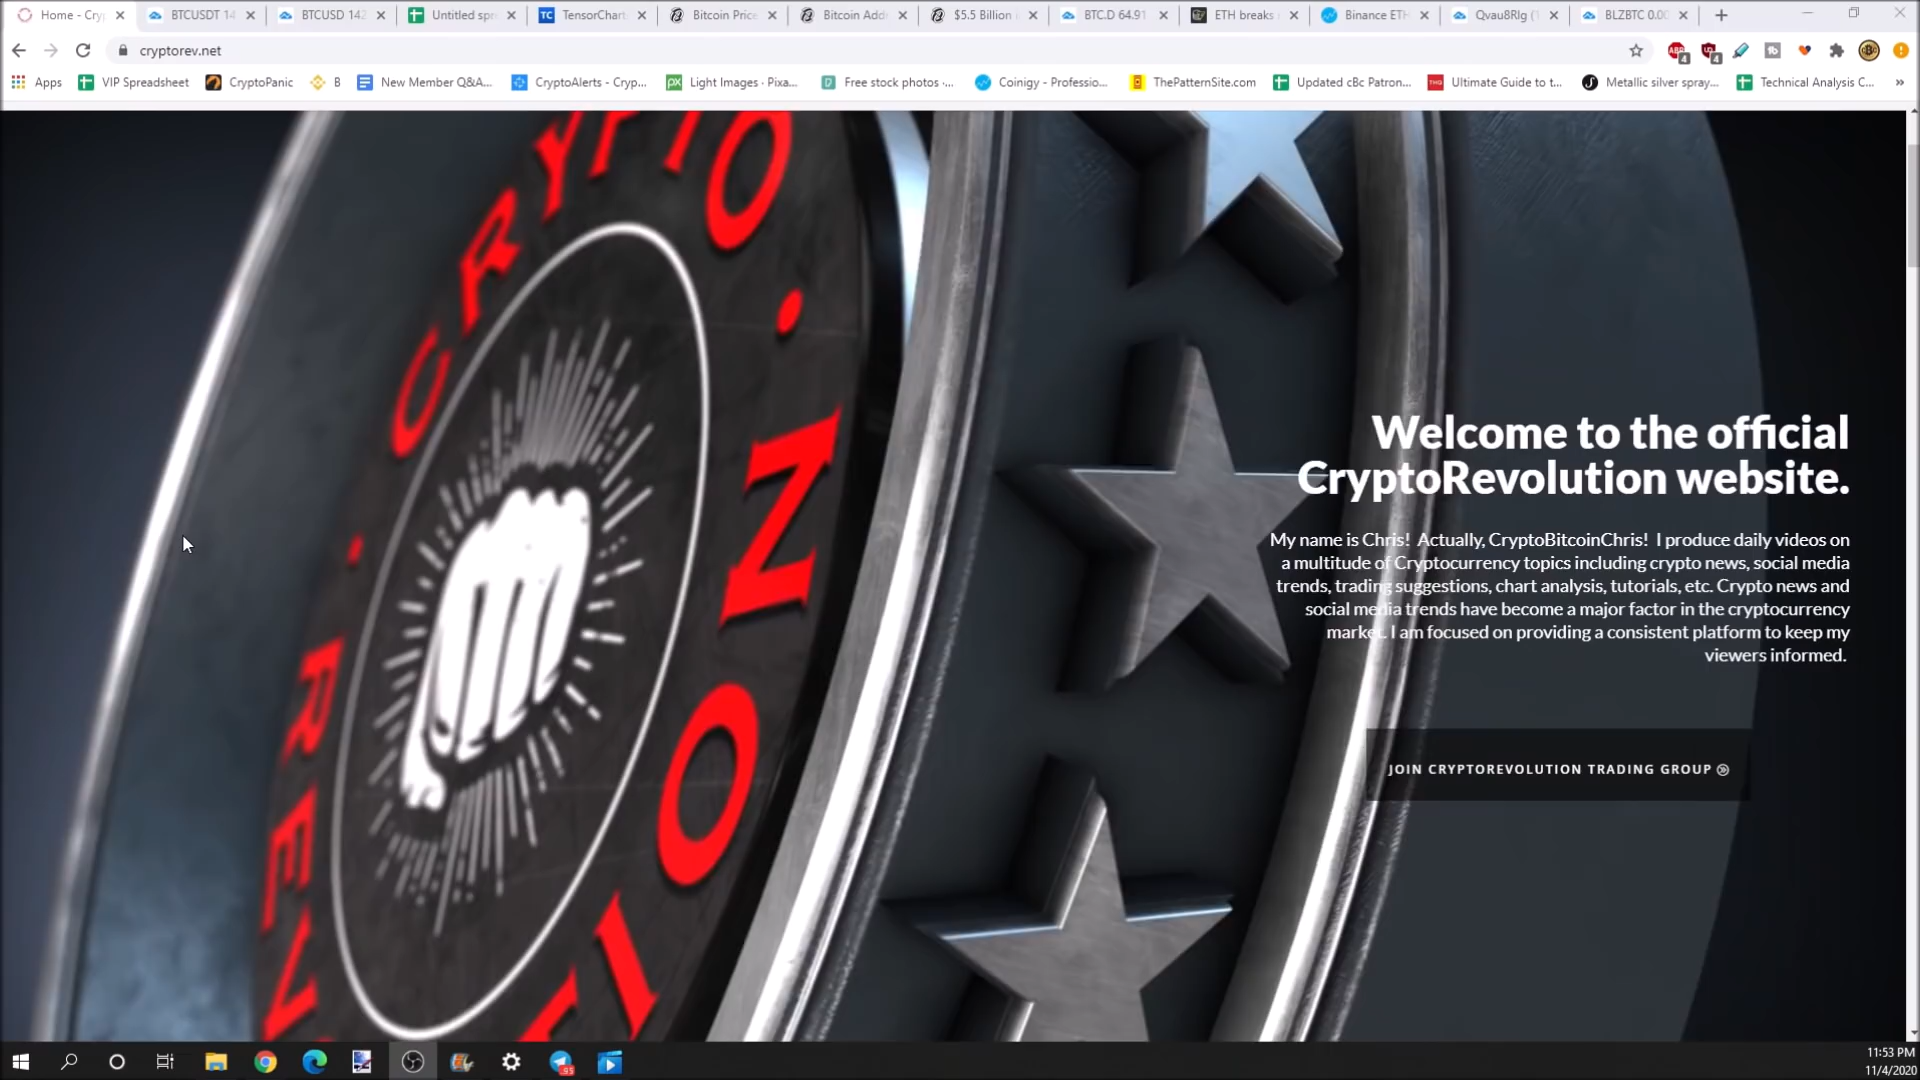 Home - Cryp
BTCUSDT 14
BTCUSD 142
Untitled spre
TensorChart
Bitcoin Price
Bitcoin Addr
$5.5 Billion i
BTC.D 64.91
ETH breaks
Binance ETH
Qvau8Rlg (1
BLZBTC 0.00
cryptorev.net
Apps
VIP Spreadsheet
CryptoPanic
B
New Member Q&A...
CryptoAlerts - Cryp...
Light Images · Pixa...
Free stock photos ·...
Coinigy - Professio...
ThePatternSite.com
Updated cBc Patron...
Ultimate Guide to t...
Metallic silver spray...
Technical Analysis C...
CRYPTO
REV
TION
Welcome to the official
CryptoRevolution website.
My name is Chris! Actually, CryptoBitcoinChris! I produce daily videos on
a multitude of Cryptocurrency topics including crypto news, social media
trends, trading suggestions, chart analysis, tutorials, etc. Crypto news and
social media trends have become a major factor in the cryptocurrency
market. I am focused on providing a consistent platform to keep my
viewers informed.
JOIN CRYPTOREVOLUTION TRADING GROUP
11:53 PM
11/4/2020